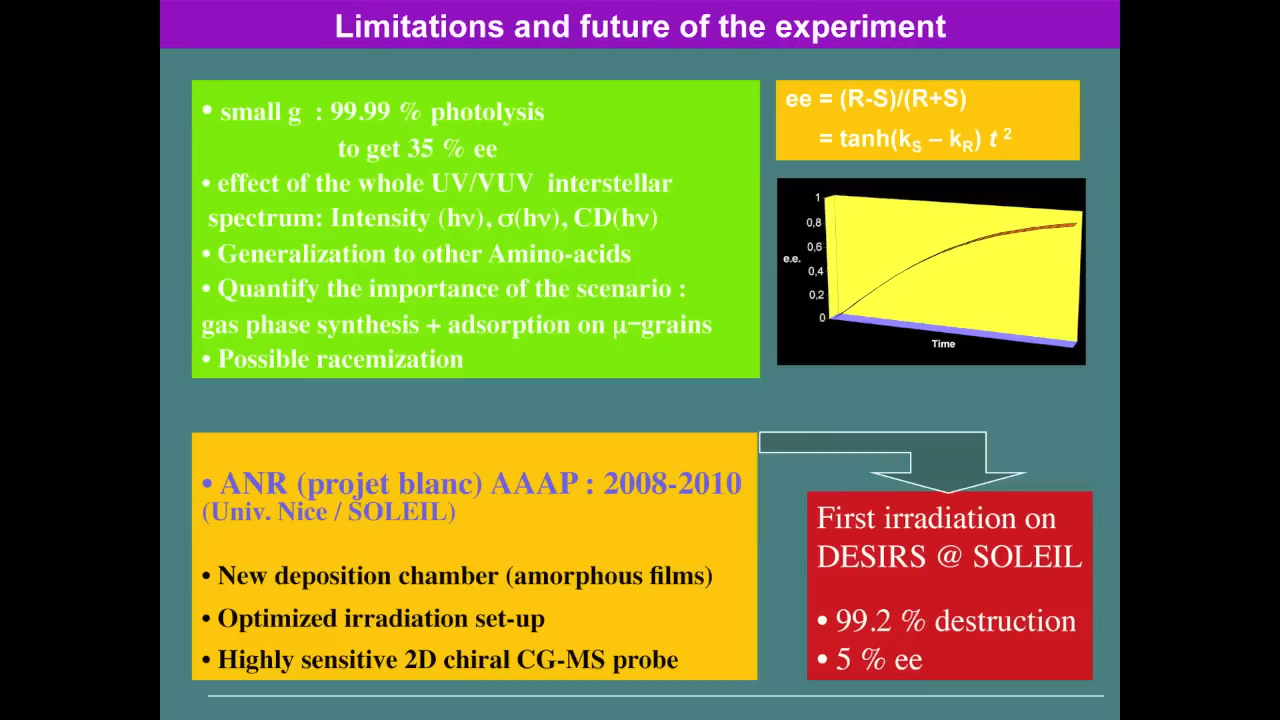 Limitations and future of the experiment
• small g : 99.99 % photolysis
to get 35 % ee
• effect of the whole UV/VUV interstellar
spectrum: Intensity (hν), σ(hν), CD(hν)
• Generalization to other Amino-acids
• Quantify the importance of the scenario :
gas phase synthesis + adsorption on μ−grains
• Possible racemization
ee = (R-S)/(R+S)
= tanh(kS – kR) t 2
1
0,8
0,6
e.e.
0,4
0,2
0
Time
• ANR (projet blanc) AAAP : 2008-2010
(Univ. Nice / SOLEIL)
• New deposition chamber (amorphous films)
• Optimized irradiation set-up
• Highly sensitive 2D chiral CG-MS probe
First irradiation on
DESIRS @ SOLEIL
• 99.2 % destruction
• 5 % ee